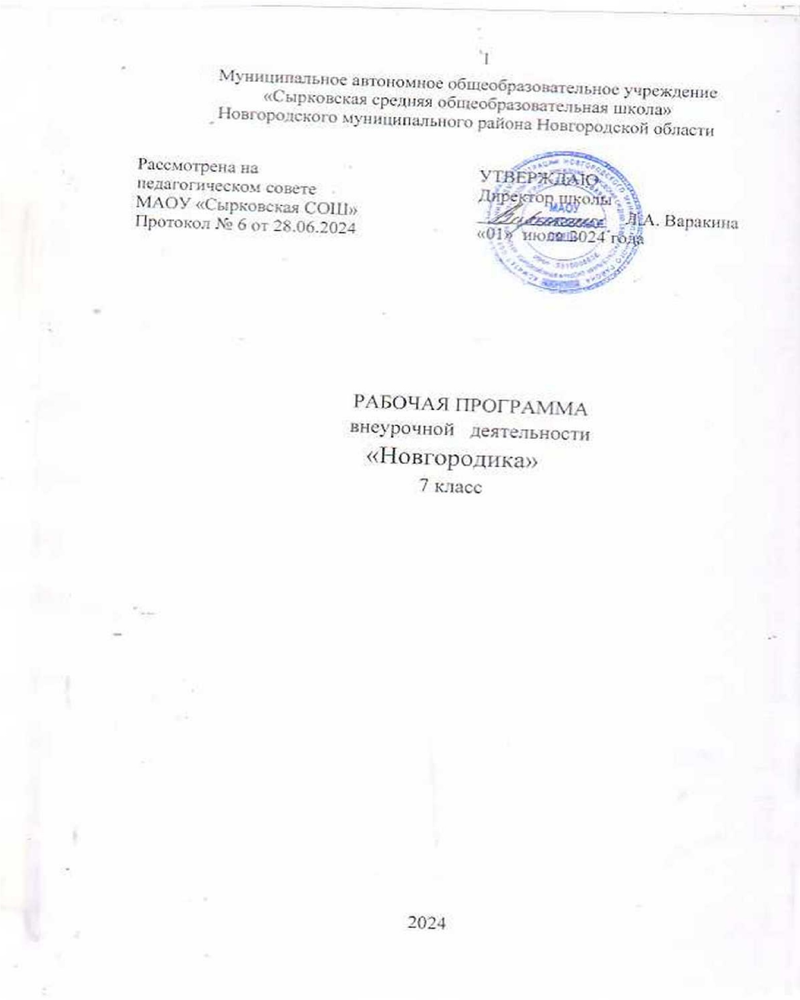 1
Муниципальное автономное общеобразовательное учреждение
«Сырковская средняя общеобразовательная школа»
Новгородского муниципального района Новгородской области
Рассмотрена на
педагогическом совете
МАОУ «Сырковская СОШ»
Протокол № 6 от 28.06.2024
УТВЕРЖДАЮ
Директор школы
Л.А. Варакина
«01» июля 2024 года
МАОУ
РАБОЧАЯ ПРОГРАММА
внеурочной деятельности
«Новгородика»
7 класс
2024